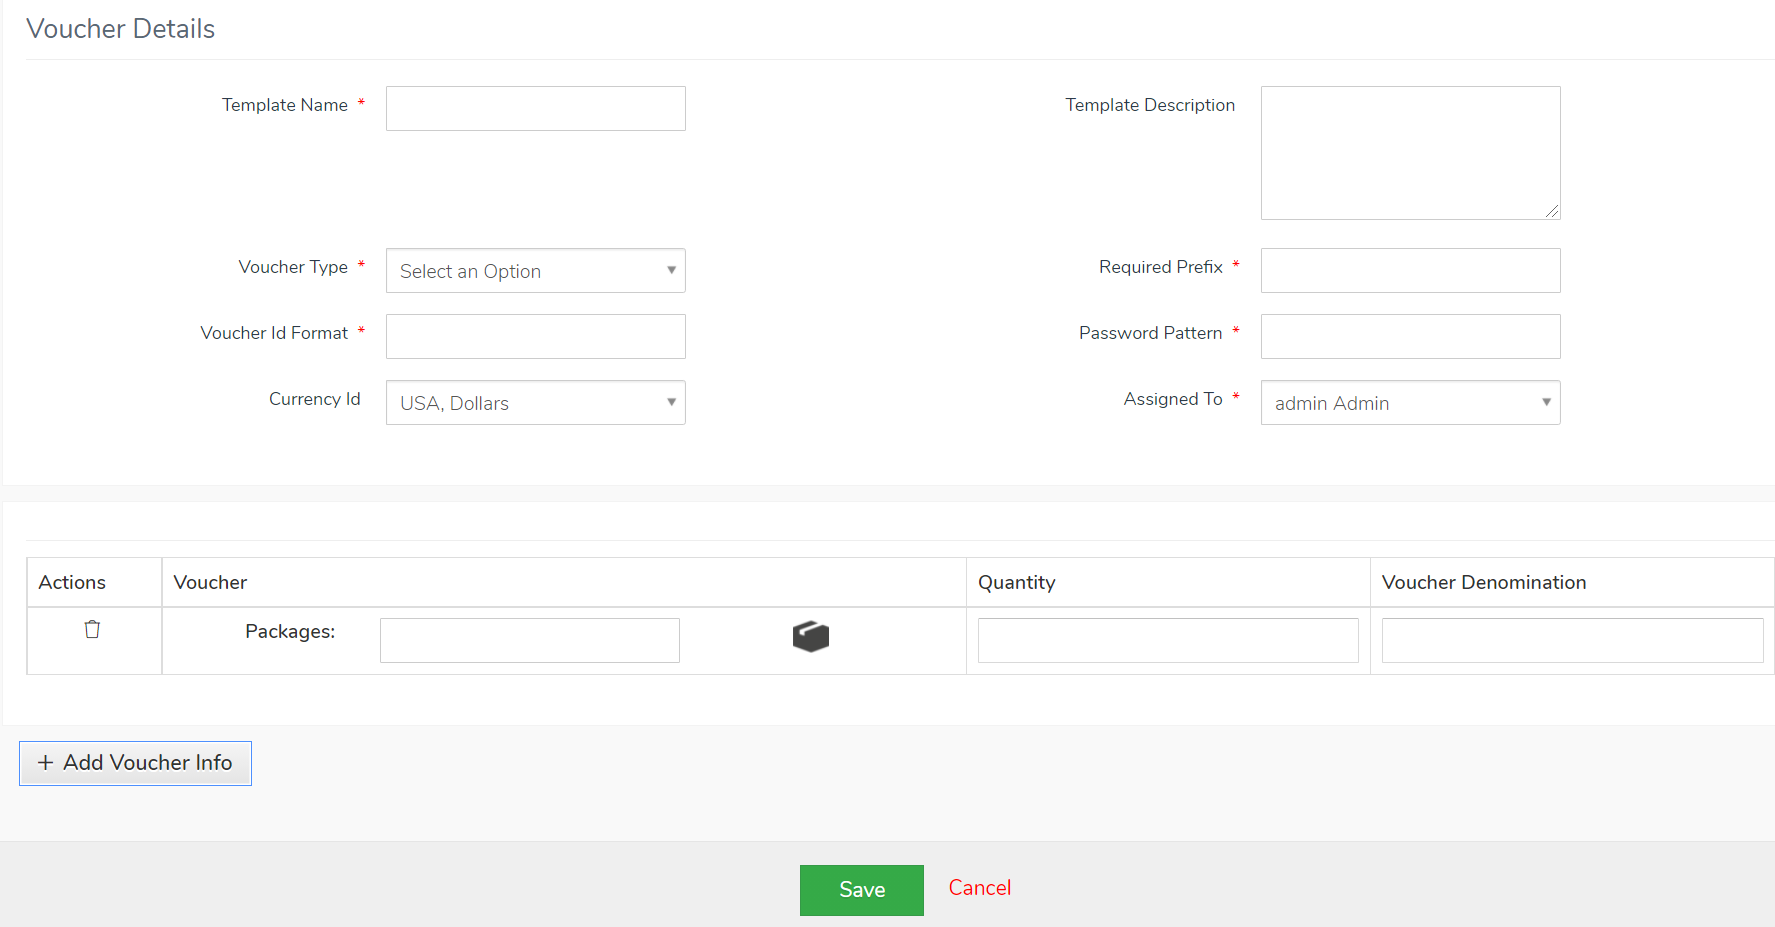 Voucher Details
Template Name *
Template Description
Voucher Type * Select an Option
Required Prefix *
Voucher Id Format *
Password Pattern *
Currency Id USA, Dollars
Assigned To * admin Admin
Actions Voucher Quantity Voucher Denomination
Packages:
+ Add Voucher Info
Save Cancel